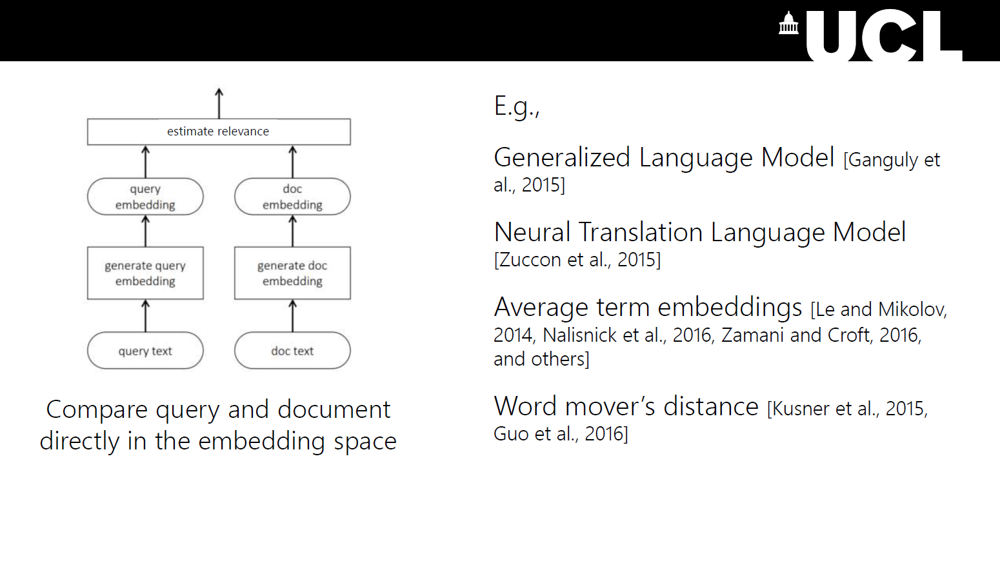 UCL
estimate relevance
query
embedding
doc
embedding
generate query
embedding
generate doc
embedding
query text
doc text
Compare query and document
directly in the embedding space
E.g.,
Generalized Language Model [Ganguly et
al., 2015]
Neural Translation Language Model
[Zuccon et al., 2015]
Average term embeddings [Le and Mikolov,
2014, Nalisnick et al., 2016, Zamani and Croft, 2016,
and others]
Word mover’s distance [Kusner et al., 2015,
Guo et al., 2016]